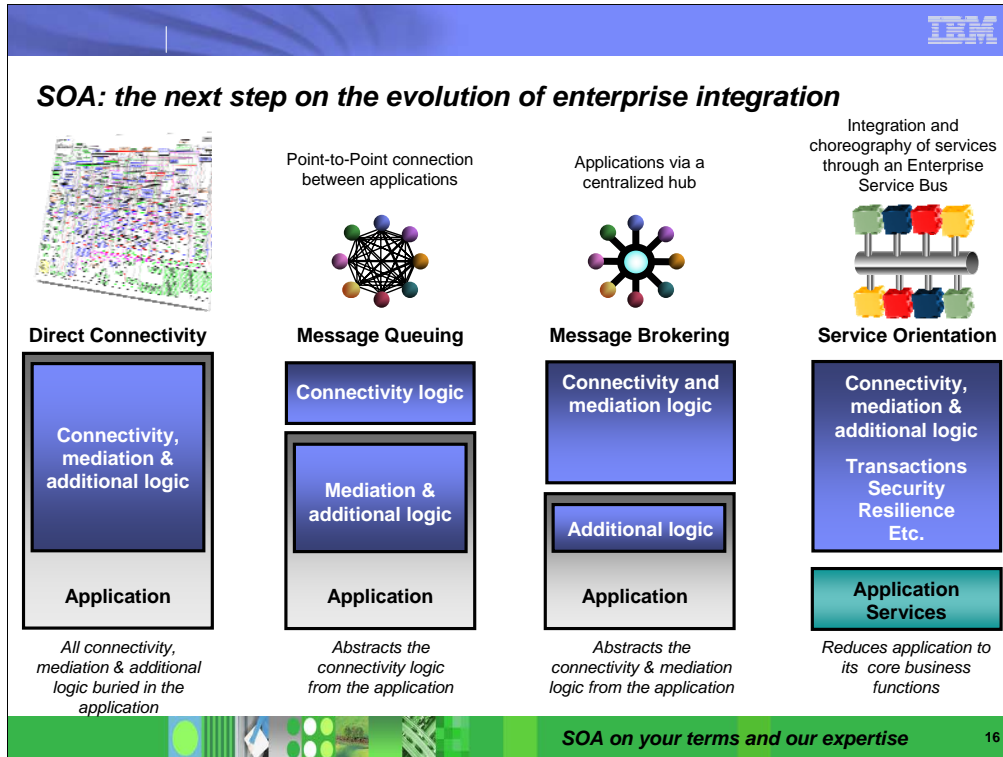 IBM
SOA: the next step on the evolution of enterprise integration
Point-to-Point connection
between applications
Applications via a
centralized hub
Integration and
choreography of services
through an Enterprise
Service Bus
Direct Connectivity
Message Queuing
Message Brokering
Service Orientation
Connectivity,
mediation &
additional logic
Application
Connectivity logic
Mediation &
additional logic
Application
Connectivity and
mediation logic
Additional logic
Application
Connectivity,
mediation &
additional logic
Transactions
Security
Resilience
Etc.
Application
Services
All connectivity,
mediation & additional
logic buried in the
application
Abstracts the
connectivity logic
from the application
Abstracts the
connectivity & mediation
logic from the application
Reduces application to
its core business
functions
SOA on your terms and our expertise
16